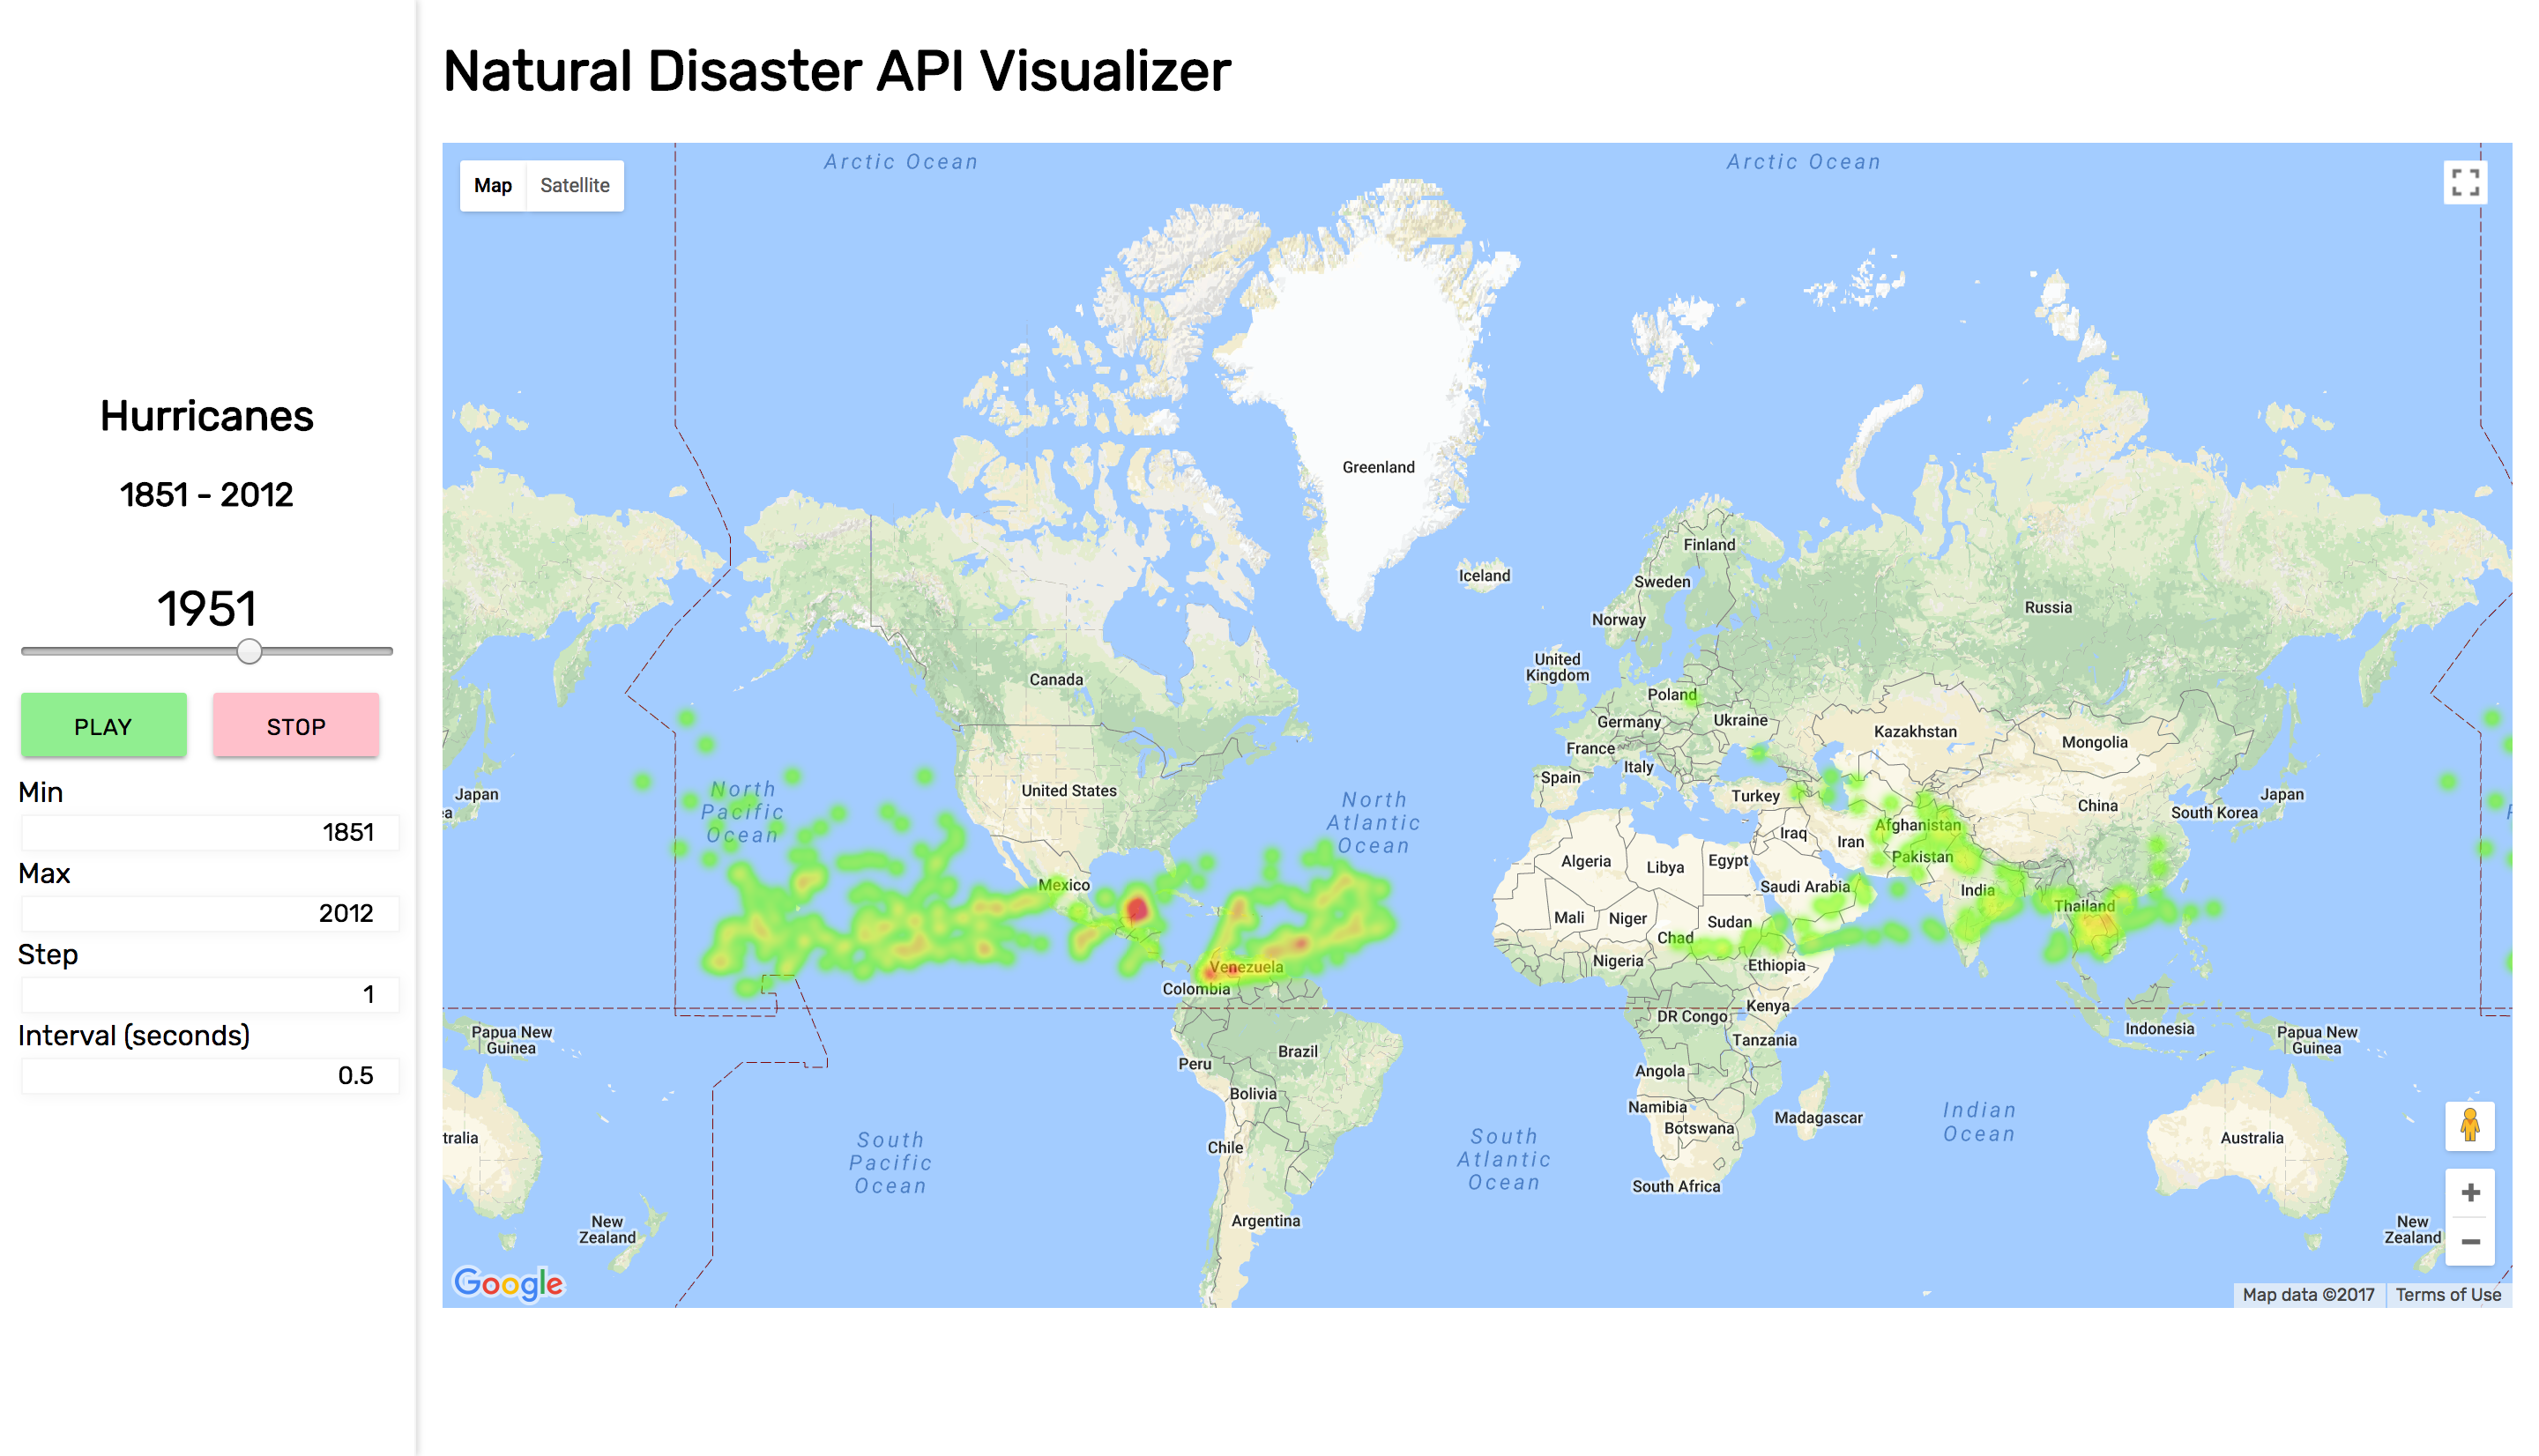 Natural Disaster API Visualizer
Hurricanes
1851 - 2012
1951
PLAY
STOP
Min
1851
Max
2012
Step
1
Interval (seconds)
0.5
Map
Satellite
Arctic Ocean
Arctic Ocean
Greenland
Iceland
Finland
Sweden
Norway
Russia
United
Kingdom
Canada
Poland
Germany
Ukraine
France
Kazakhstan
Mongolia
Italy
Spain
Turkey
Japan
North
Pacific
Ocean
United States
North
Atlantic
Ocean
China
Japan
South Korea
ea
Iraq
Iran
Afghanistan
Pakistan
Algeria
Libya
Egypt
Saudi Arabia
India
Mexico
Mali
Niger
Sudan
Chad
Thailand
Nigeria
Ethiopia
Venezuela
Colombia
Kenya
DR Congo
Papua New
Guinea
Indonesia
Papua New
Guinea
Tanzania
Brazil
Peru
Angola
Bolivia
Namibia
Botswana
Madagascar
Indian
Ocean
tralia
South
Pacific
Ocean
Chile
South
Atlantic
Ocean
Australia
South Africa
Argentina
New
Zealand
New
Zealand
Google
Map data ©2017
Terms of Use